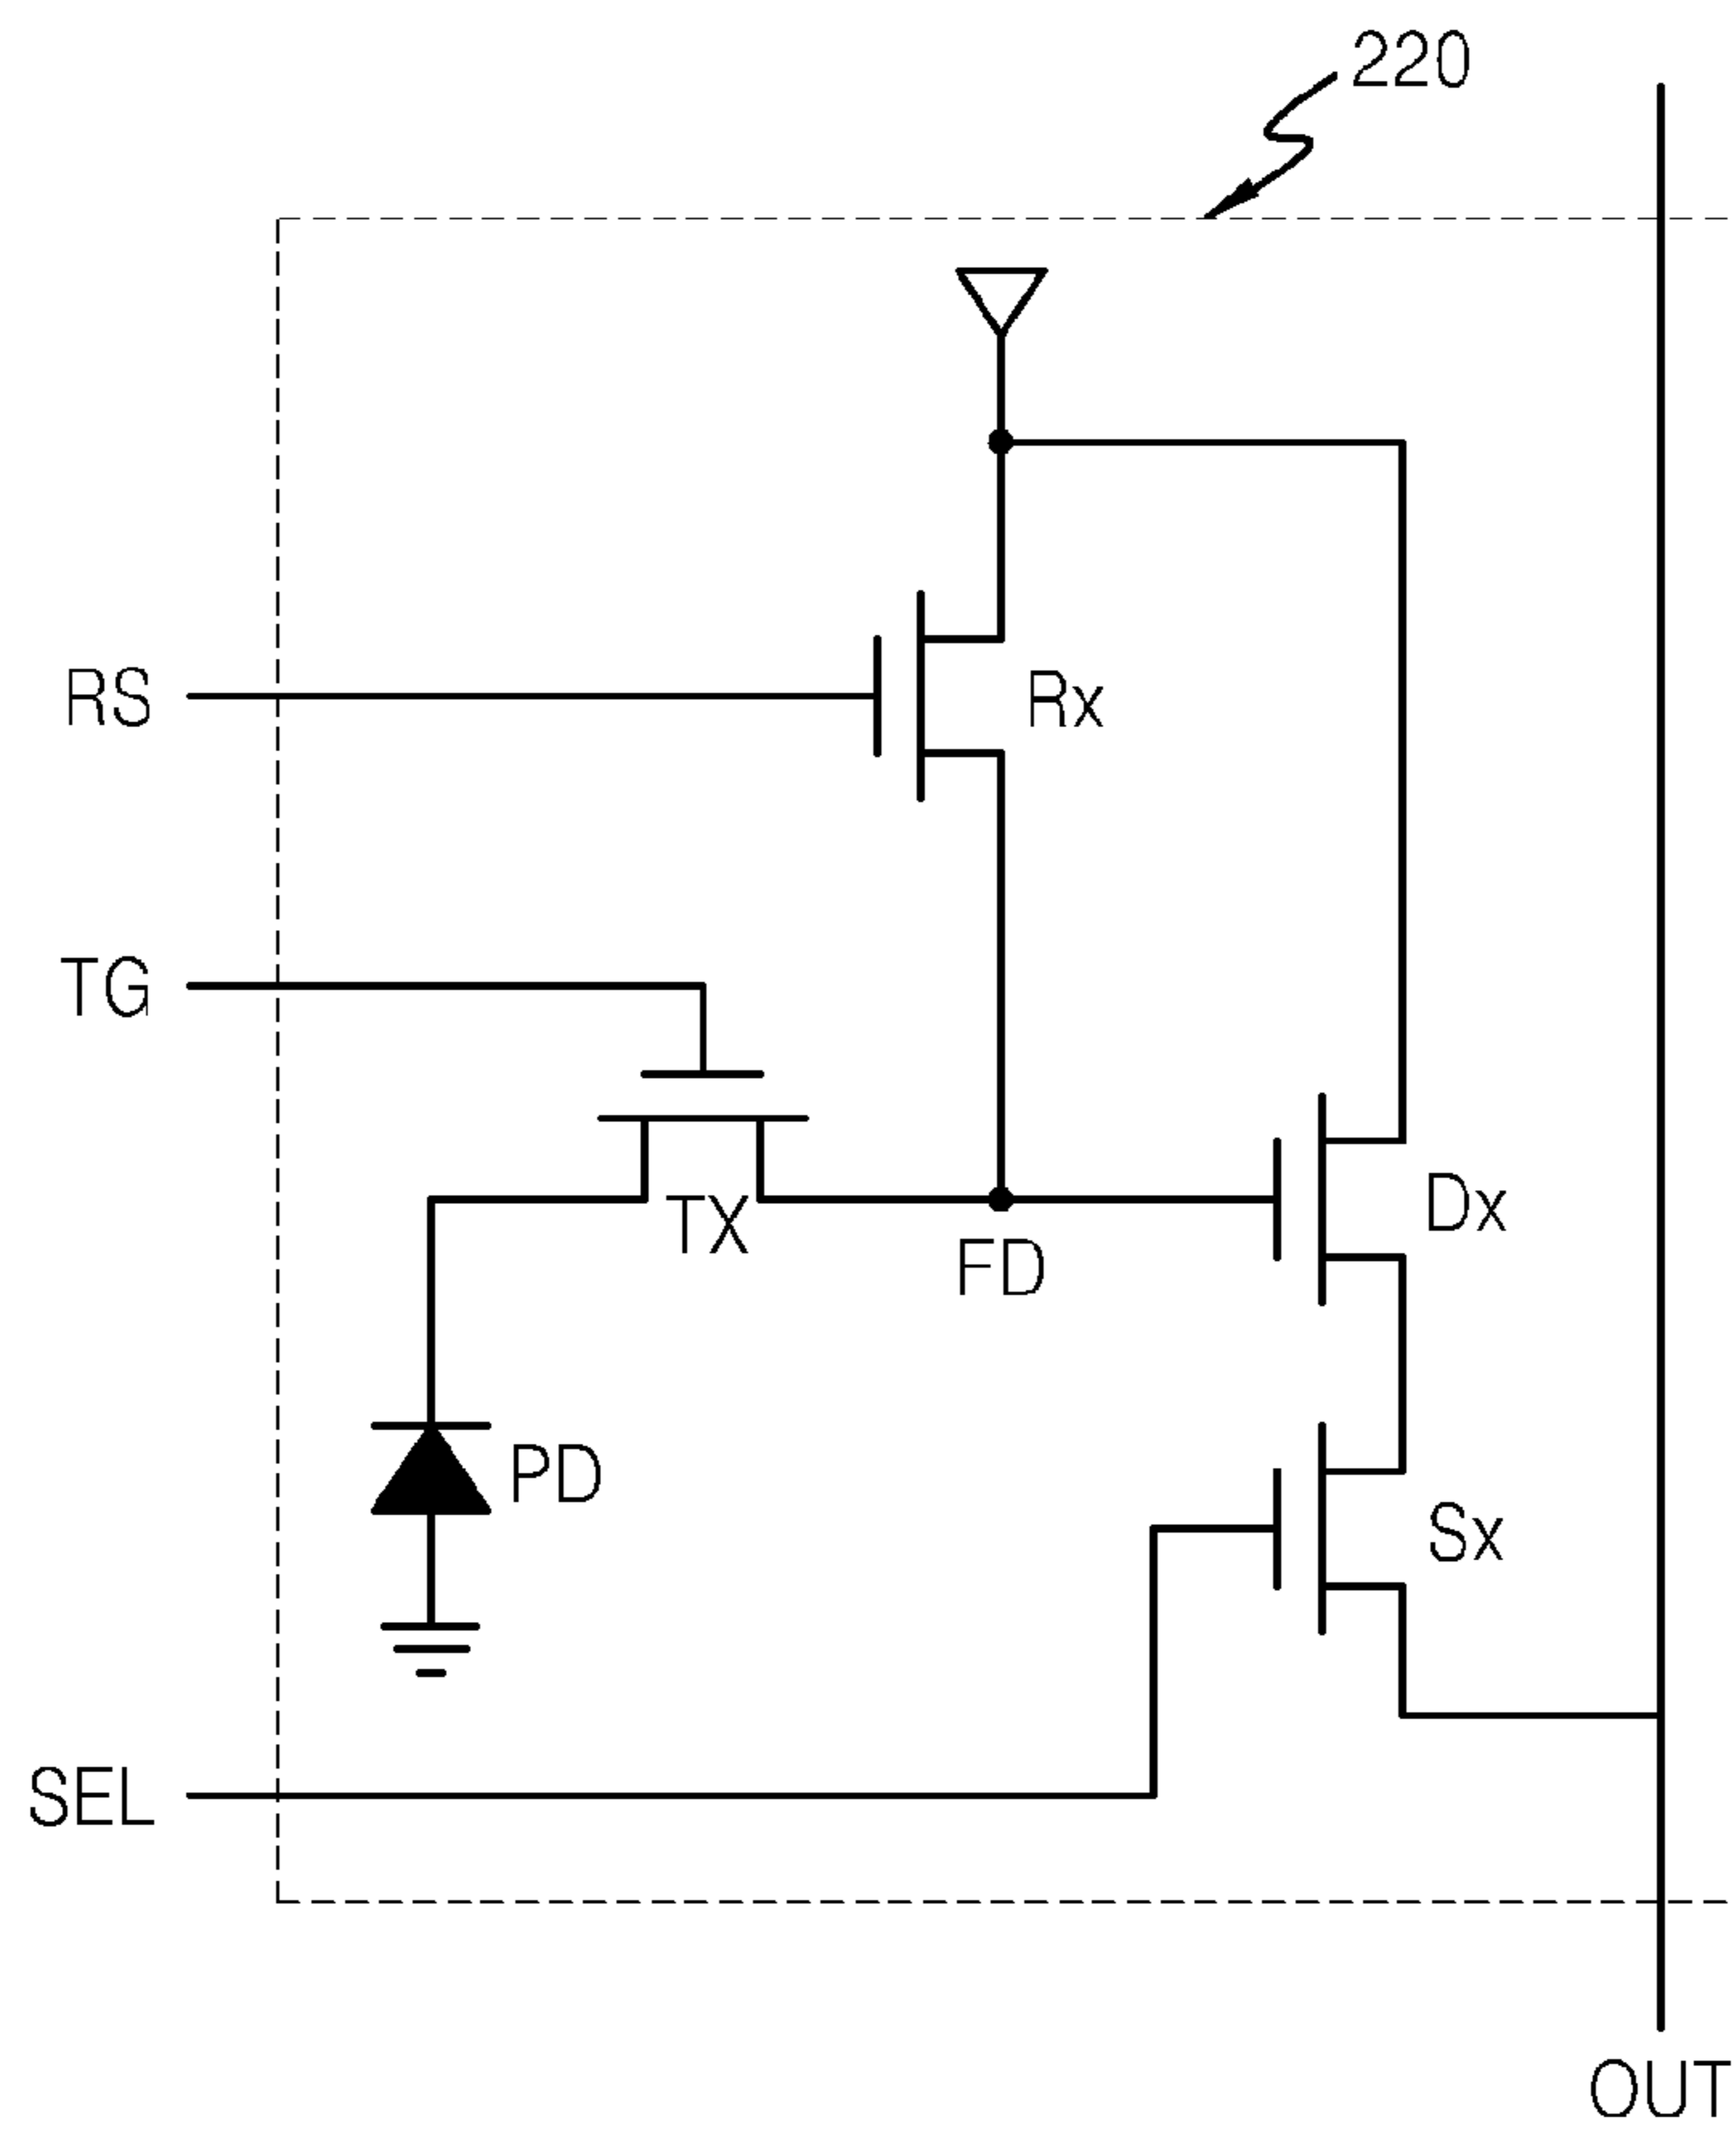 220
RS
Rx
TG
TX
FD
Dx
PD
Sx
SEL
OUT